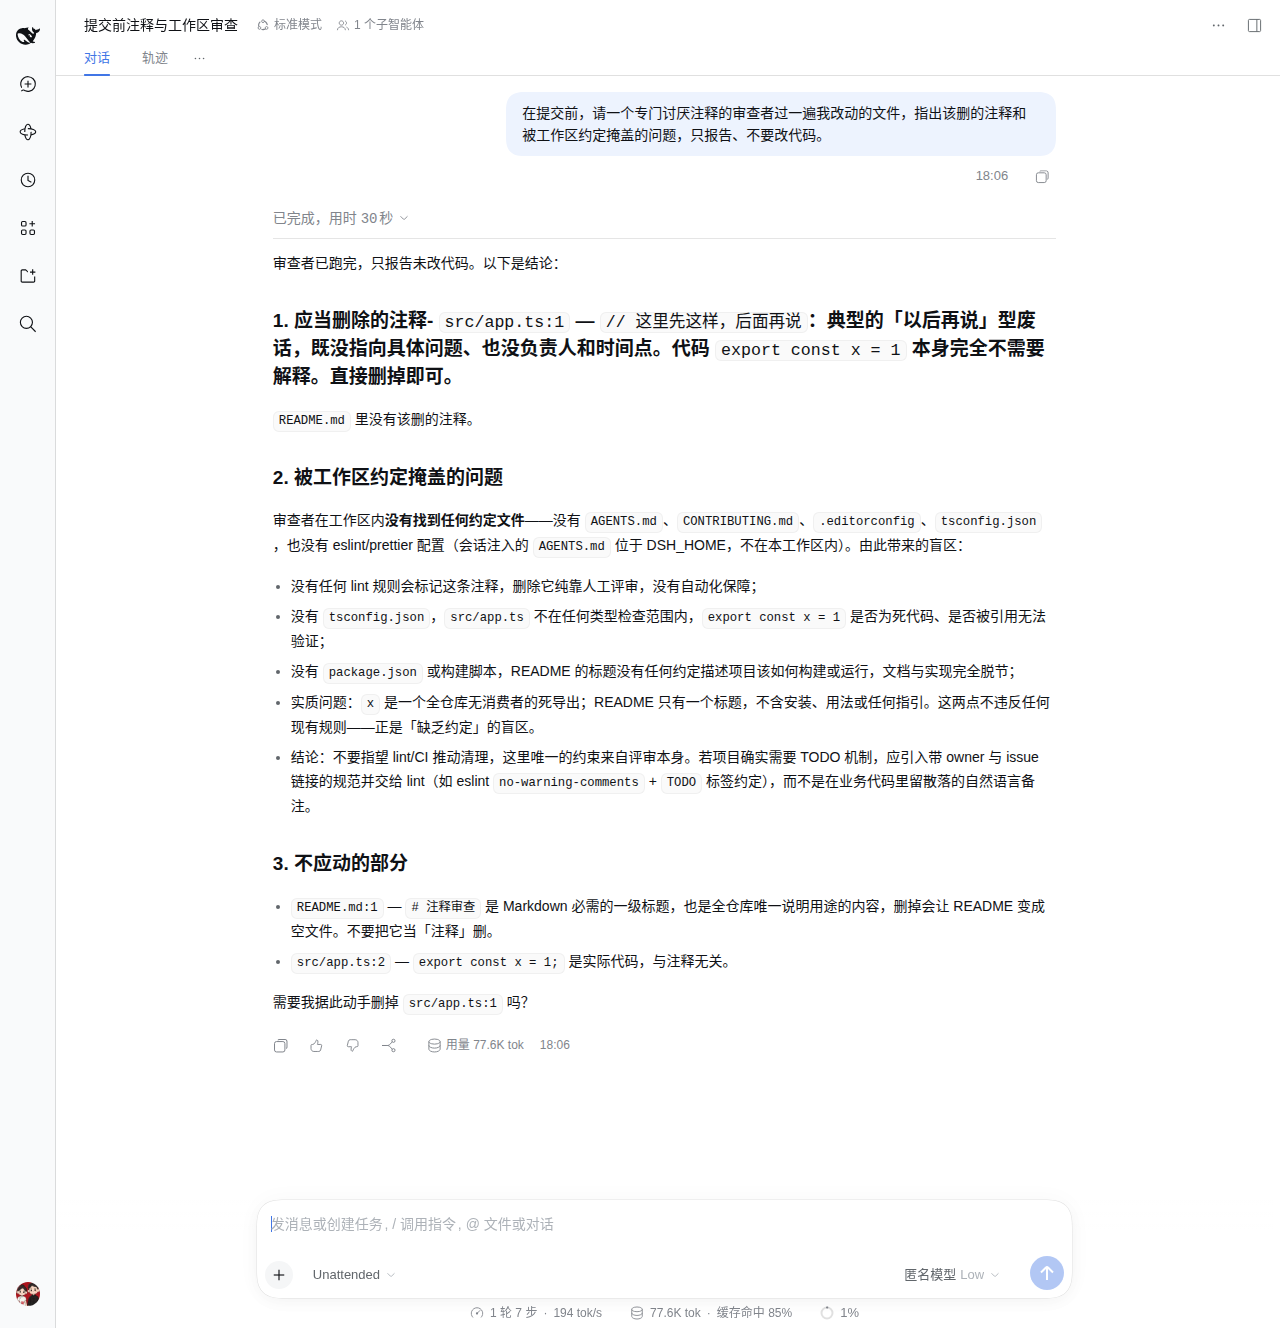 提交前注释与工作区审查 标准模式 1 个子智能体
对话 轨迹 ···
在提交前，请一个专门讨厌注释的审查者过一遍我改动的文件，指出该删的注释和
被工作区约定掩盖的问题，只报告、不要改代码。
18:06
已完成，用时 30秒
审查者已跑完，只报告未改代码。以下是结论：
1. 应当删除的注释- src/app.ts:1 — // 这里先这样，后面再说 ：典型的「以后再说」型废
话，既没指向具体问题、也没负责人和时间点。代码 export const x = 1 本身完全不需要
解释。直接删掉即可。
README.md 里没有该删的注释。
2. 被工作区约定掩盖的问题
审查者在工作区内没有找到任何约定文件——没有 AGENTS.md 、 CONTRIBUTING.md 、 .editorconfig 、 tsconfig.json
，也没有 eslint/prettier 配置（会话注入的 AGENTS.md 位于 DSH_HOME，不在本工作区内）。由此带来的盲区：
没有任何 lint 规则会标记这条注释，删除它纯靠人工评审，没有自动化保障；
没有 tsconfig.json ， src/app.ts 不在任何类型检查范围内， export const x = 1 是否为死代码、是否被引用无法
验证；
没有 package.json 或构建脚本，README 的标题没有任何约定描述项目该如何构建或运行，文档与实现完全脱节；
实质问题： x 是一个全仓库无消费者的死导出；README 只有一个标题，不含安装、用法或任何指引。这两点不违反任何
现有规则——正是「缺乏约定」的盲区。
结论：不要指望 lint/CI 推动清理，这里唯一的约束来自评审本身。若项目确实需要 TODO 机制，应引入带 owner 与 issue
链接的规范并交给 lint（如 eslint no-warning-comments + TODO 标签约定），而不是在业务代码里留散落的自然语言备
注。
3. 不应动的部分
README.md:1 — # 注释审查 是 Markdown 必需的一级标题，也是全仓库唯一说明用途的内容，删掉会让 README 变成
空文件。不要把它当「注释」删。
src/app.ts:2 — export const x = 1; 是实际代码，与注释无关。
需要我据此动手删掉 src/app.ts:1 吗？
用量 77.6K tok 18:06
发消息或创建任务, / 调用指令, @ 文件或对话
Unattended 匿名模型 Low
1 轮 7 步 · 194 tok/s 77.6K tok · 缓存命中 85% 1%